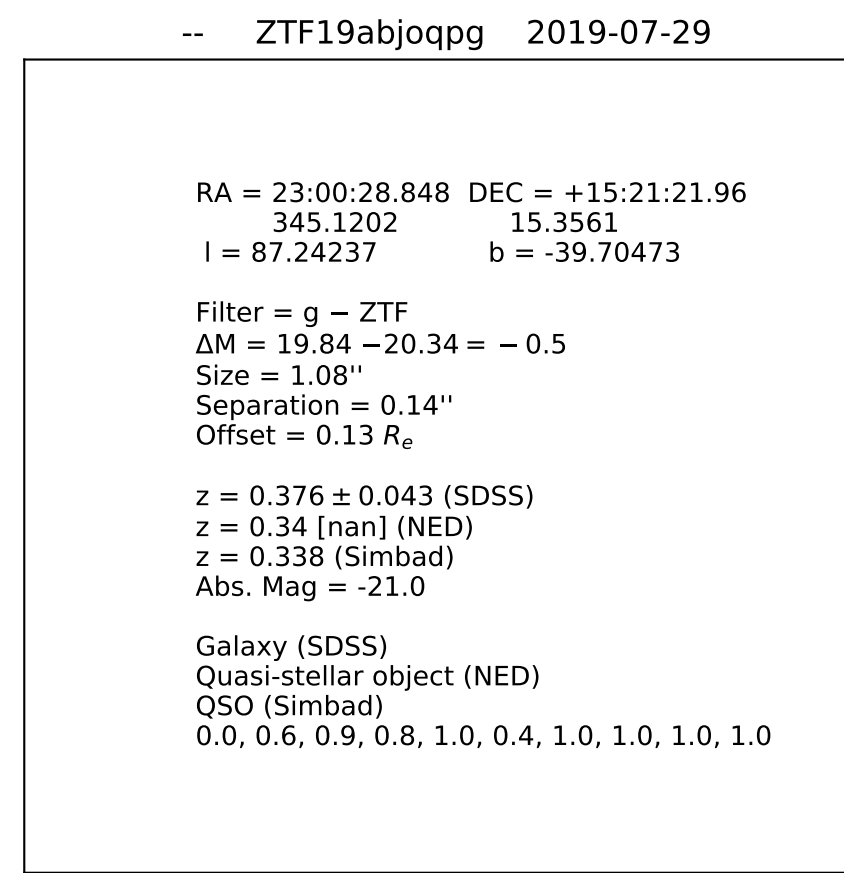 -- ZTF19abjoqpg 2019-07-29
RA = 23:00:28.848 DEC = +15:21:21.96
345.1202 15.3561
l = 87.24237 b = -39.70473
Filter = g − ZTF
ΔM = 19.84 −20.34 = − 0.5
Size = 1.08''
Separation = 0.14''
Offset = 0.13 Rₑ
z = 0.376 ± 0.043 (SDSS)
z = 0.34 [nan] (NED)
z = 0.338 (Simbad)
Abs. Mag = -21.0
Galaxy (SDSS)
Quasi-stellar object (NED)
QSO (Simbad)
0.0, 0.6, 0.9, 0.8, 1.0, 0.4, 1.0, 1.0, 1.0, 1.0